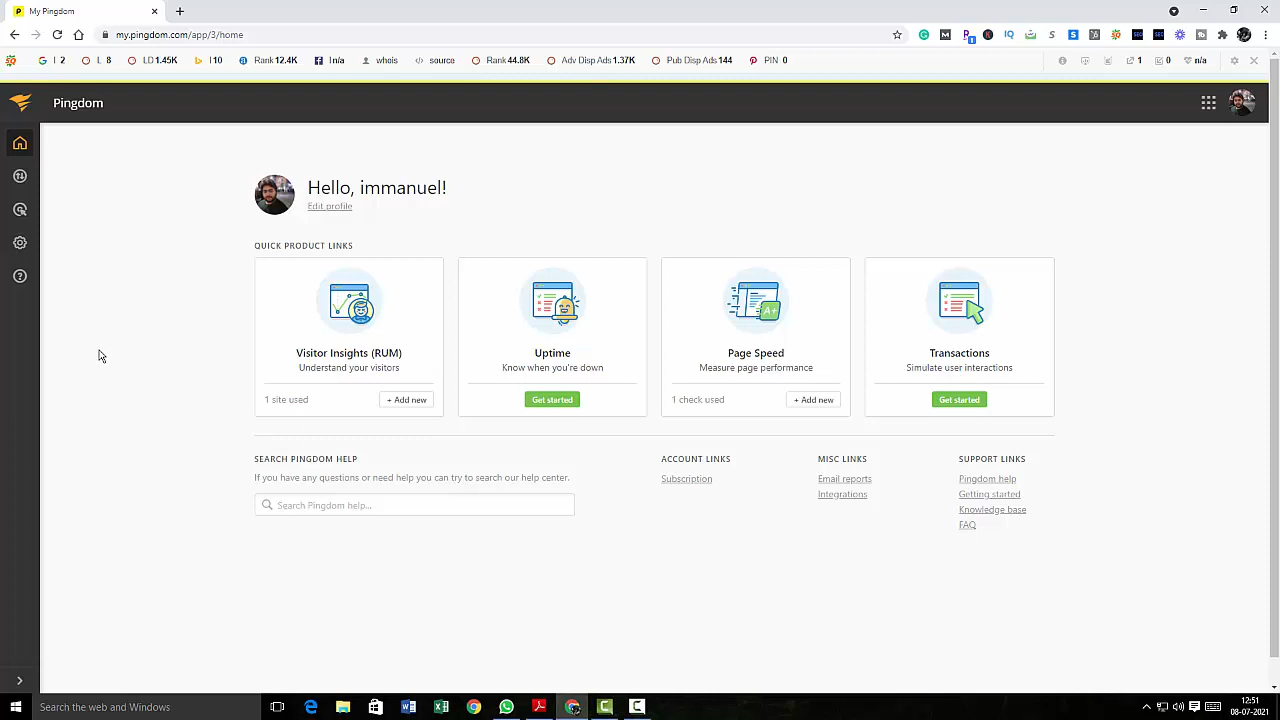 My Pingdom
my.pingdom.com/app/3/home
I 2
L 8
LD 1.45K
I 10
Rank 12.4K
I n/a
whois
source
Rank 44.8K
Adv Disp Ads 1.37K
Pub Disp Ads 144
PIN 0
1
0
n/a
Pingdom
Hello, immanuel!
Edit profile
QUICK PRODUCT LINKS
Visitor Insights (RUM)
Understand your visitors
1 site used
+ Add new
Uptime
Know when you're down
Get started
Page Speed
Measure page performance
1 check used
+ Add new
Transactions
Simulate user interactions
Get started
SEARCH PINGDOM HELP
If you have any questions or need help you can try to search our help center.
Search Pingdom help...
ACCOUNT LINKS
Subscription
MISC LINKS
Email reports
Integrations
SUPPORT LINKS
Pingdom help
Getting started
Knowledge base
FAQ
Search the web and Windows
12:51
08-07-2021